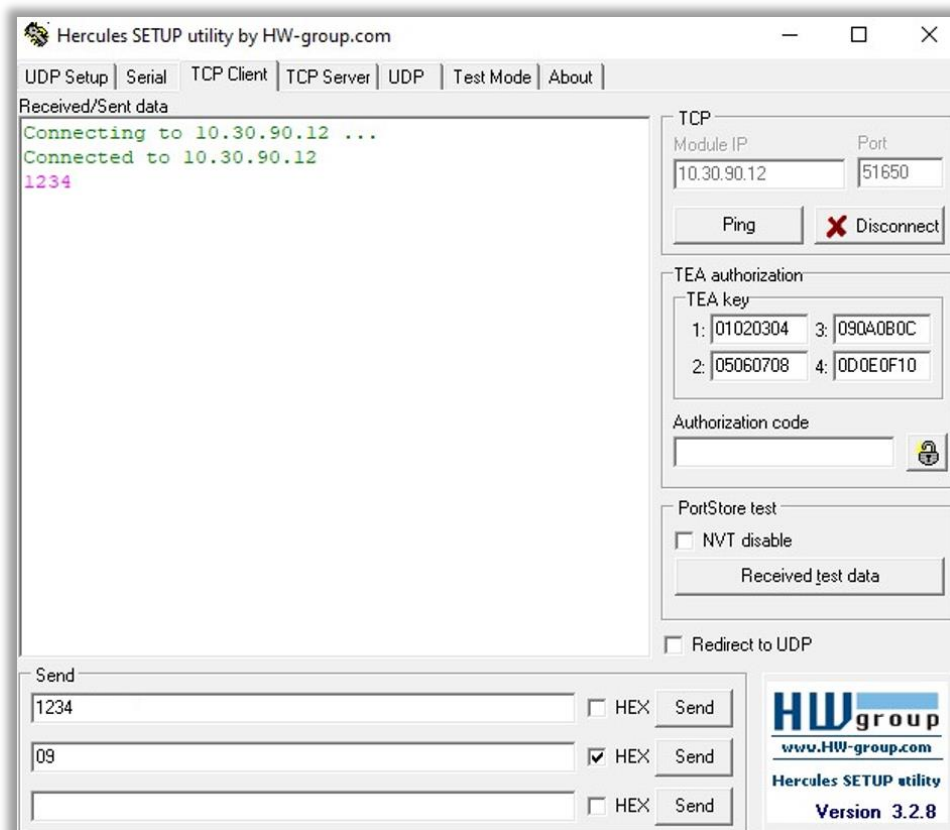 Hercules SETUP utility by HW-group.com
UDP Setup Serial TCP Client TCP Server UDP Test Mode About
Received/Sent data
Connecting to 10.30.90.12 ...
Connected to 10.30.90.12
1234
TCP
Module IP Port
10.30.90.12 51650
Ping Disconnect
TEA authorization
TEA key
1: 01020304 3: 090A0B0C
2: 05060708 4: 0D0E0F10
Authorization code
PortStore test
NVT disable
Received test data
Redirect to UDP
Send
1234 HEX Send
09 HEX Send
HEX Send
HW group
www.HW-group.com
Hercules SETUP utility
Version 3.2.8